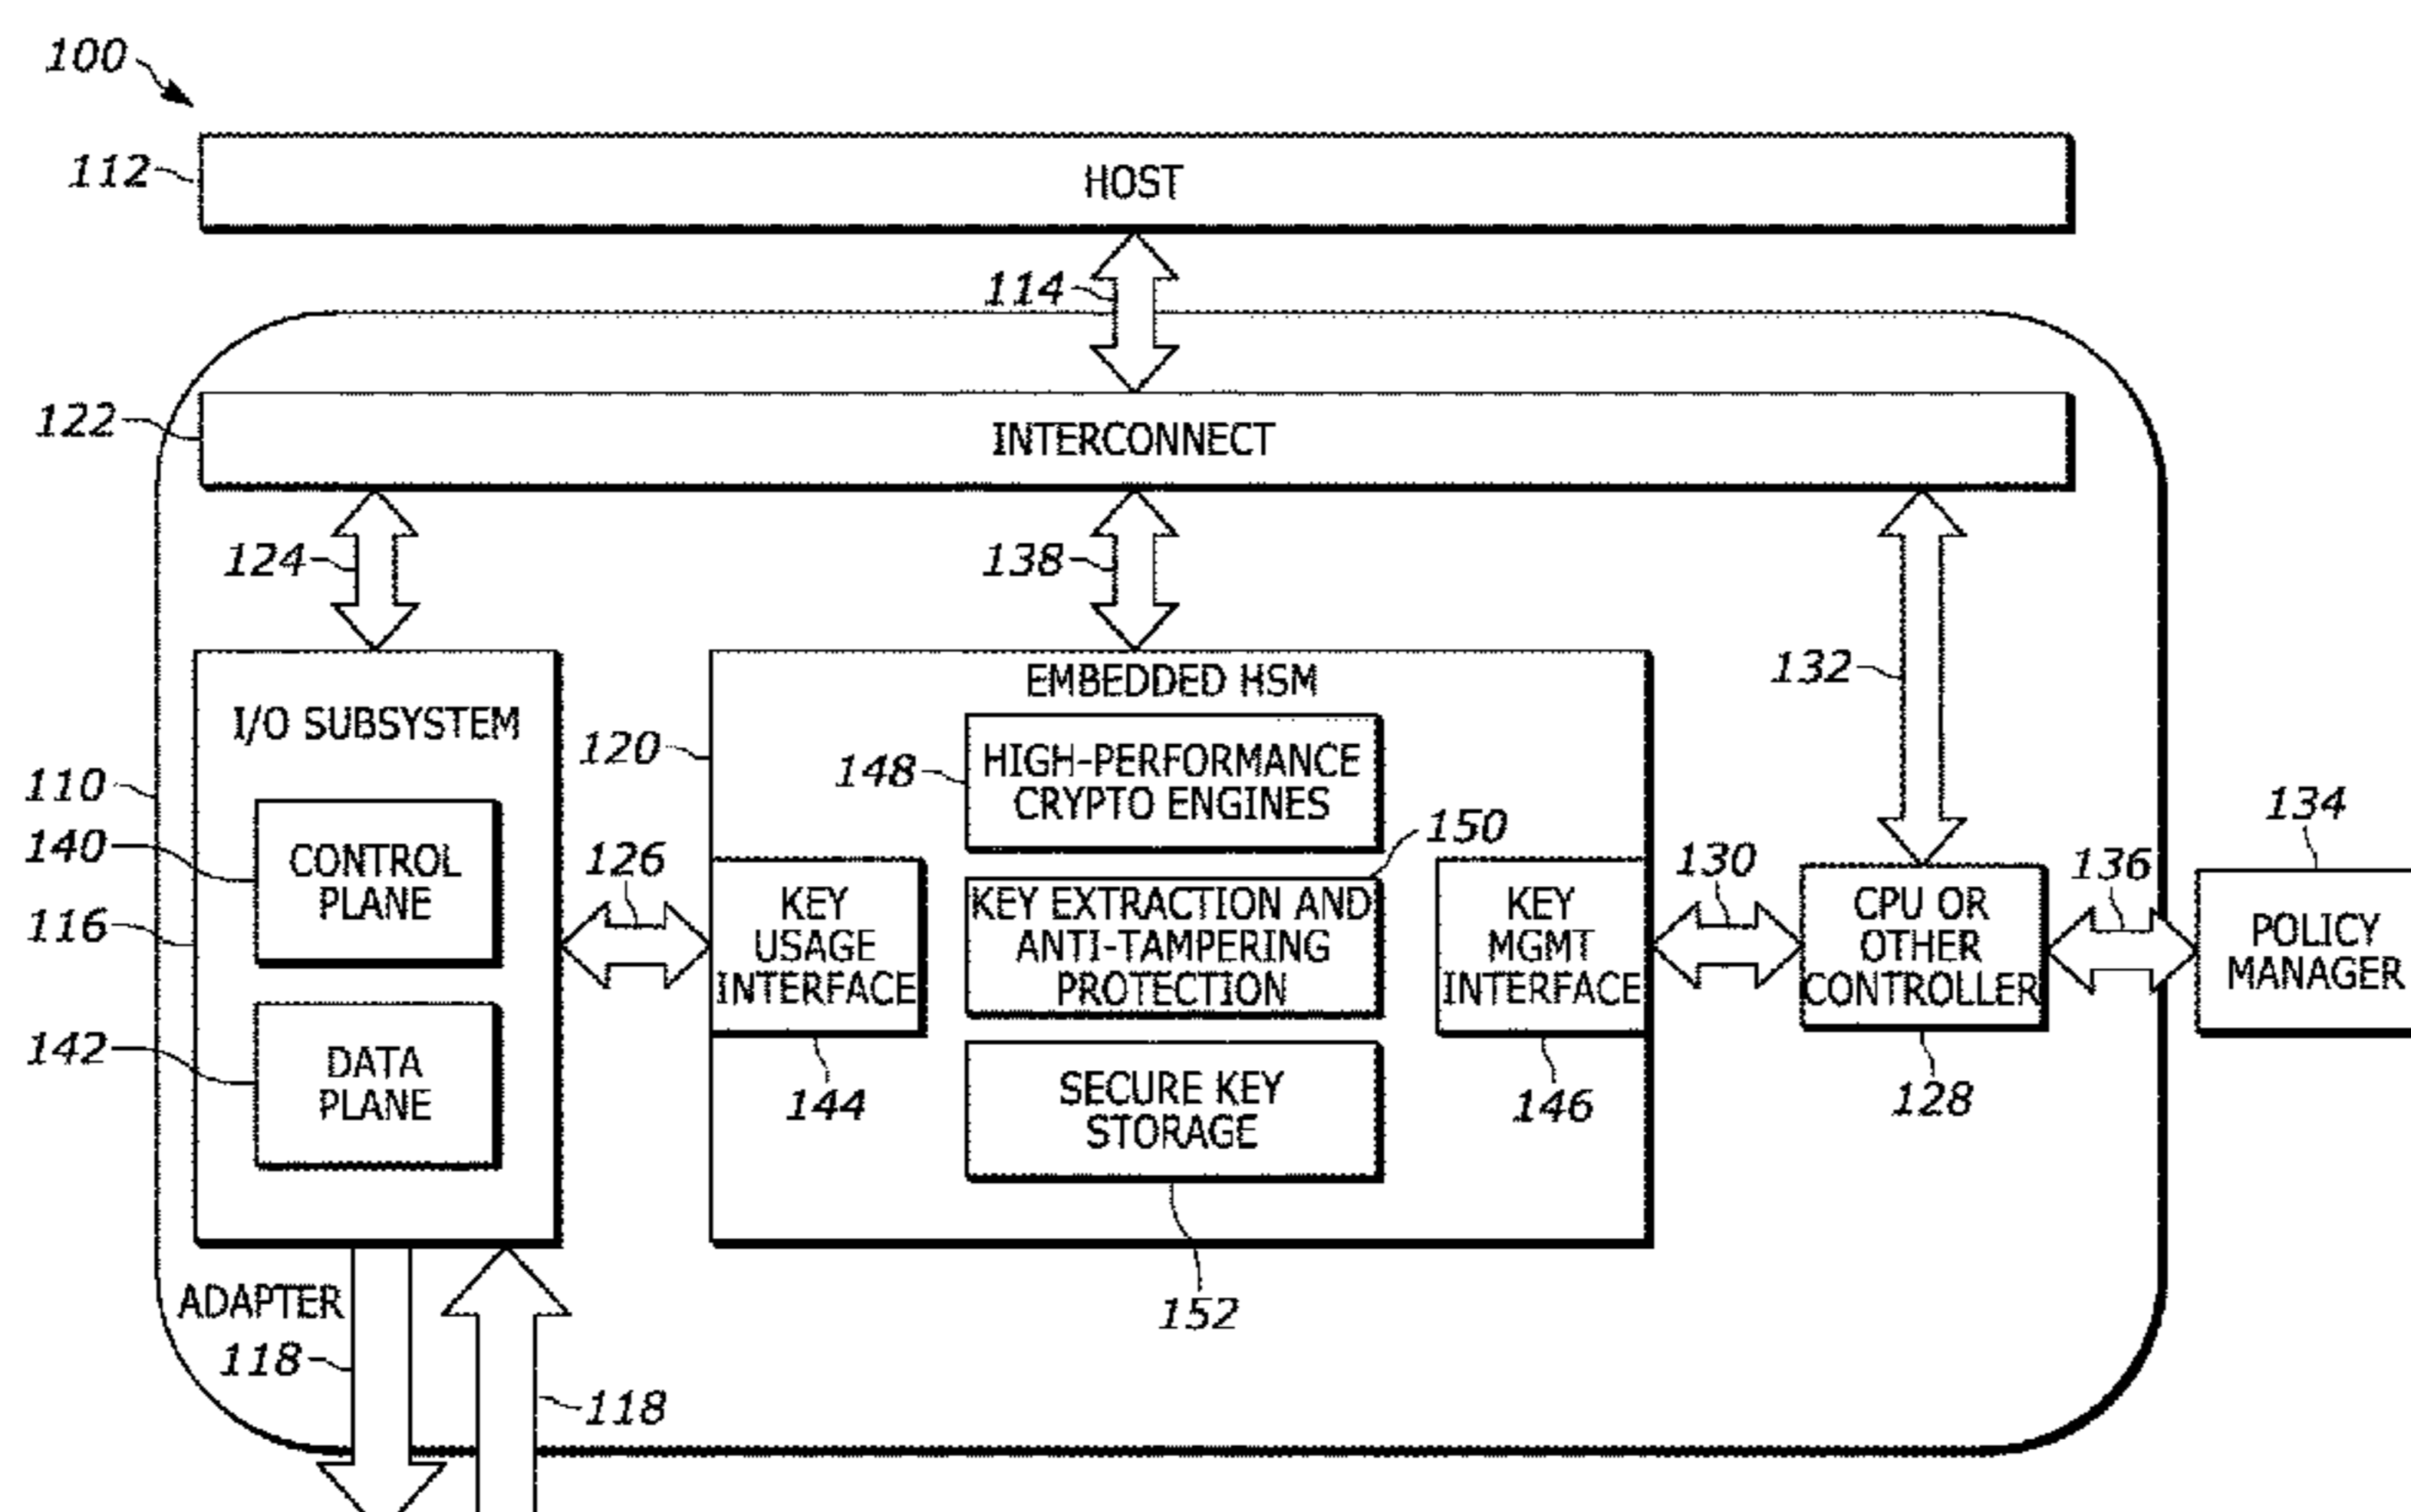 100
112
HOST
114
122
INTERCONNECT
124
138
132
I/O SUBSYSTEM
110
140
CONTROL
PLANE
116
142
DATA
PLANE
126
120
EMBEDDED HSM
148
HIGH-PERFORMANCE
CRYPTO ENGINES
150
KEY
USAGE
INTERFACE
144
KEY EXTRACTION AND
ANTI-TAMPERING
PROTECTION
KEY
MGMT
INTERFACE
146
SECURE KEY
STORAGE
152
130
CPU OR
OTHER
CONTROLLER
128
136
134
POLICY
MANAGER
ADAPTER
118
118